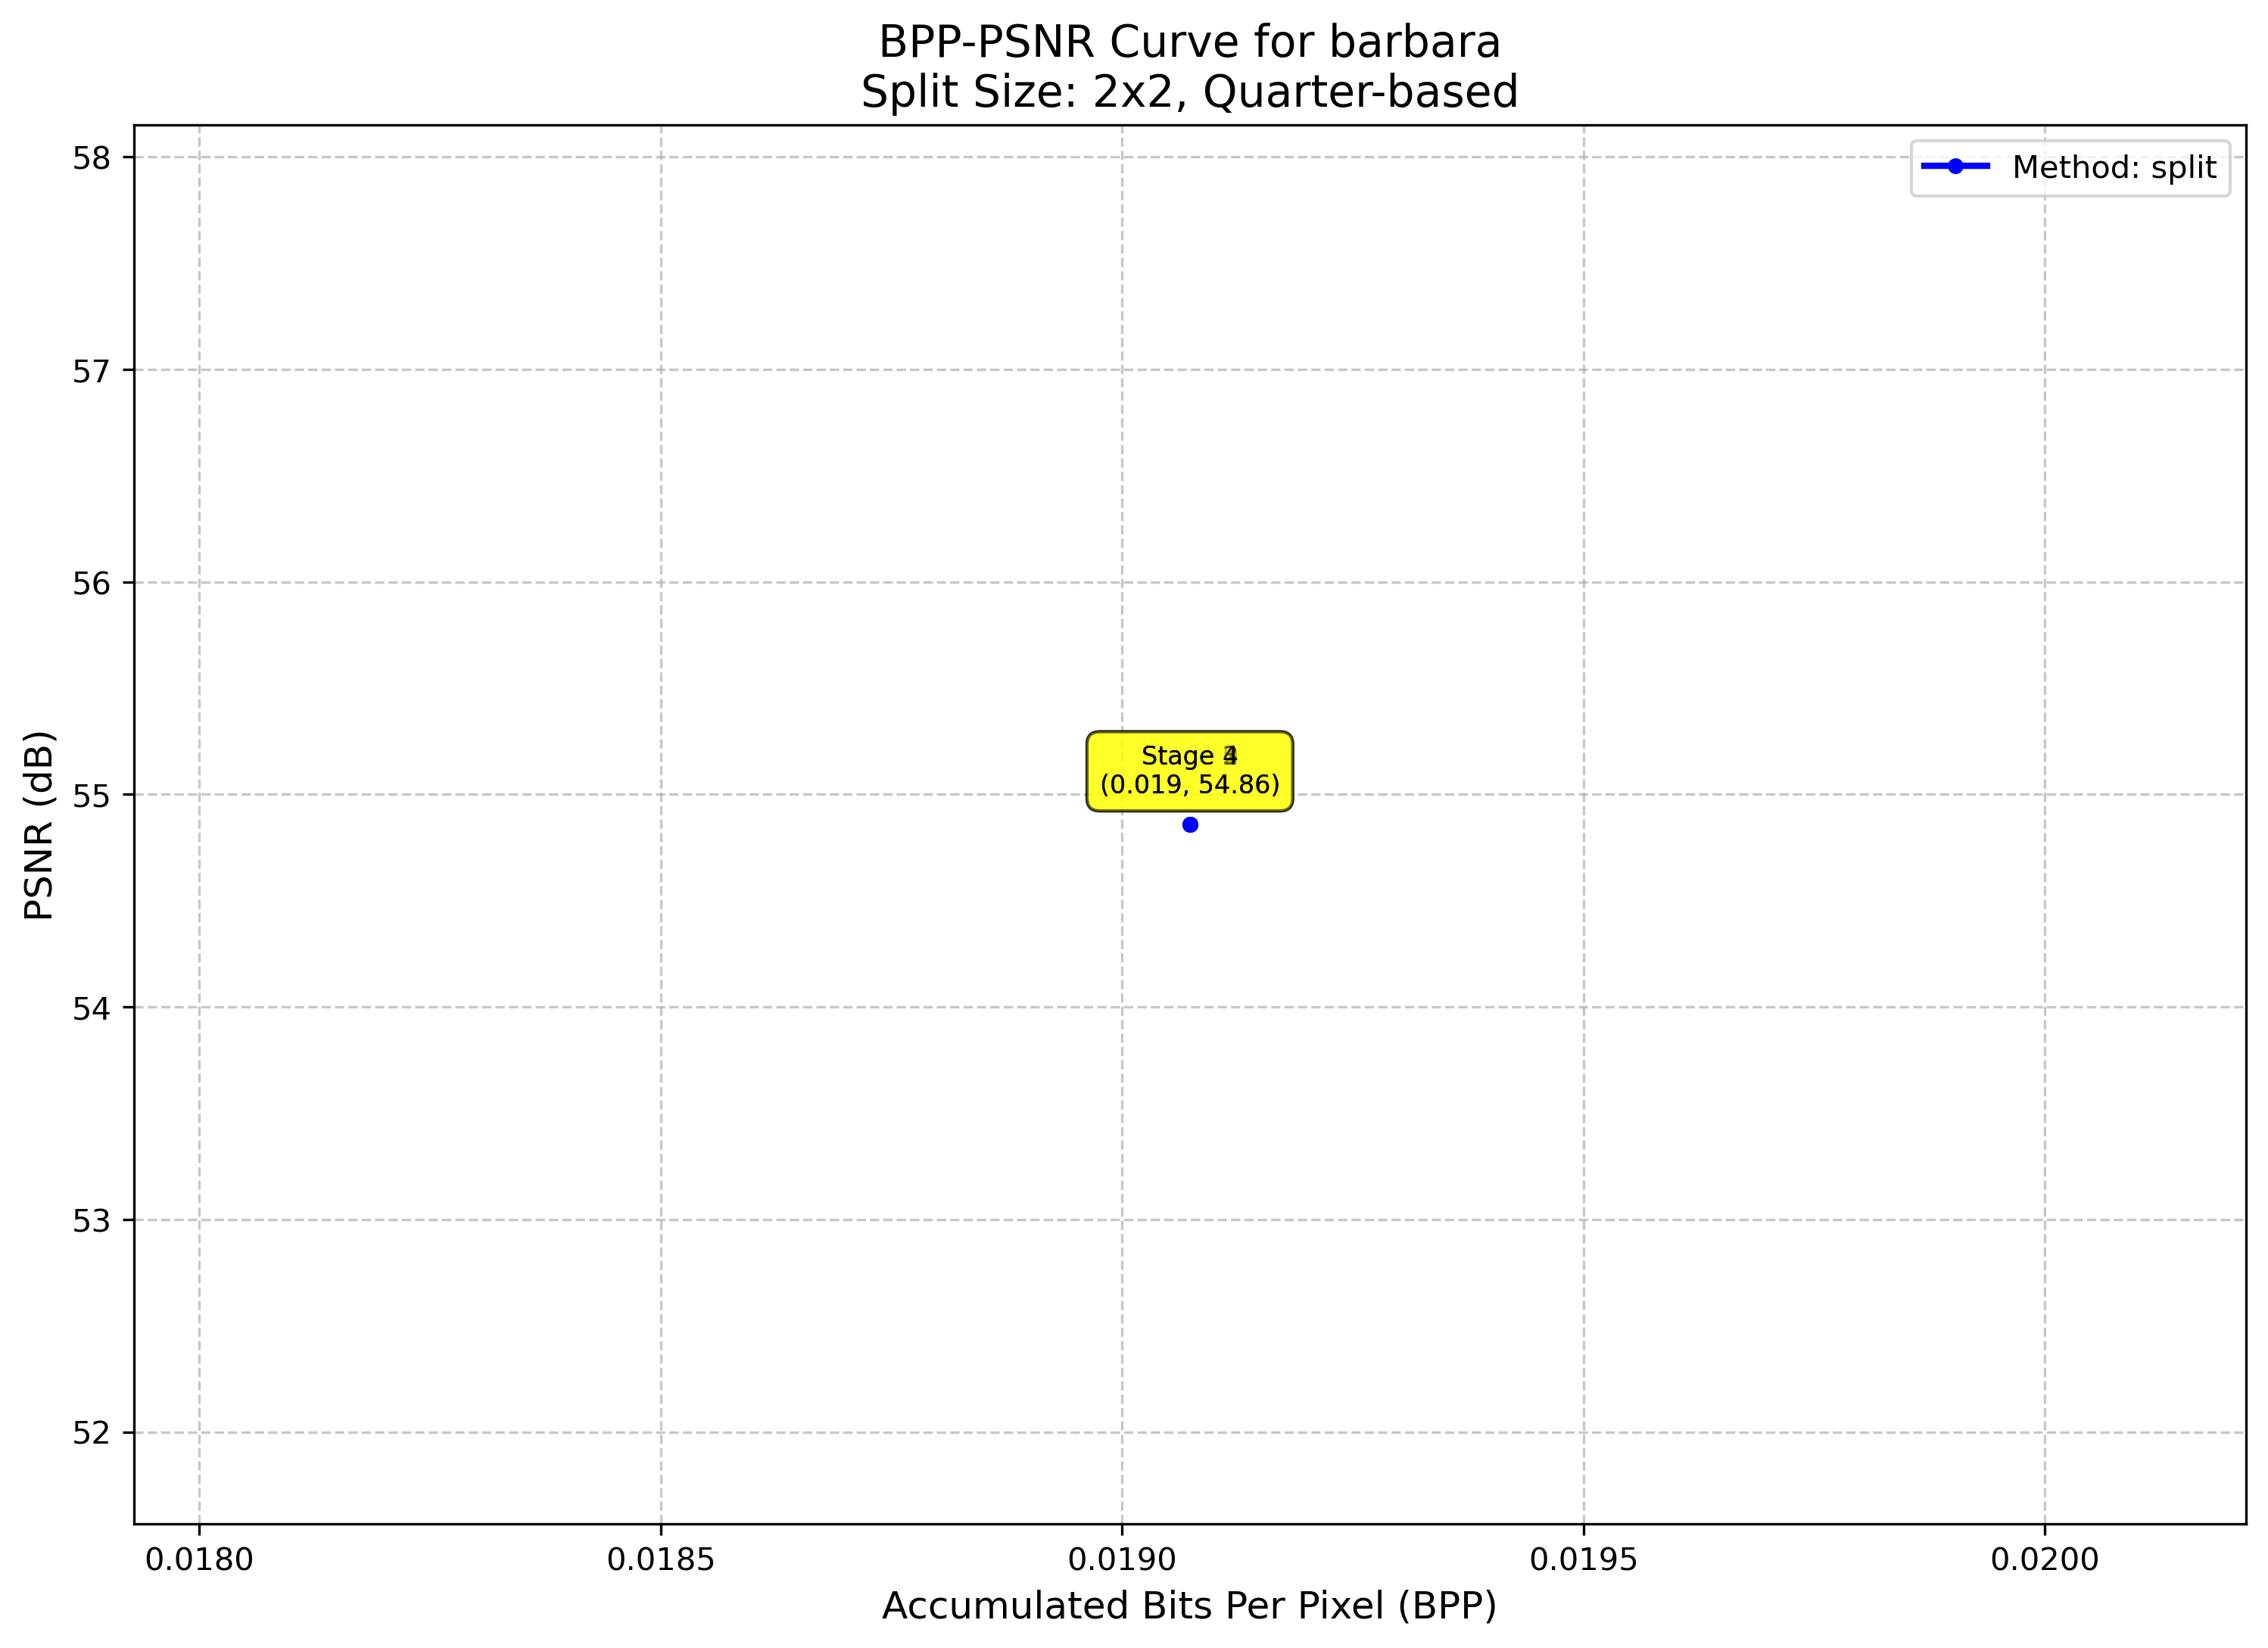 BPP-PSNR Curve for barbara
Split Size: 2x2, Quarter-based
58
57
56
55
54
53
52
PSNR (dB)
Method: split
Stage
(0.019, 54.86)
0.0180
0.0185
0.0190
0.0195
0.0200
Accumulated Bits Per Pixel (BPP)